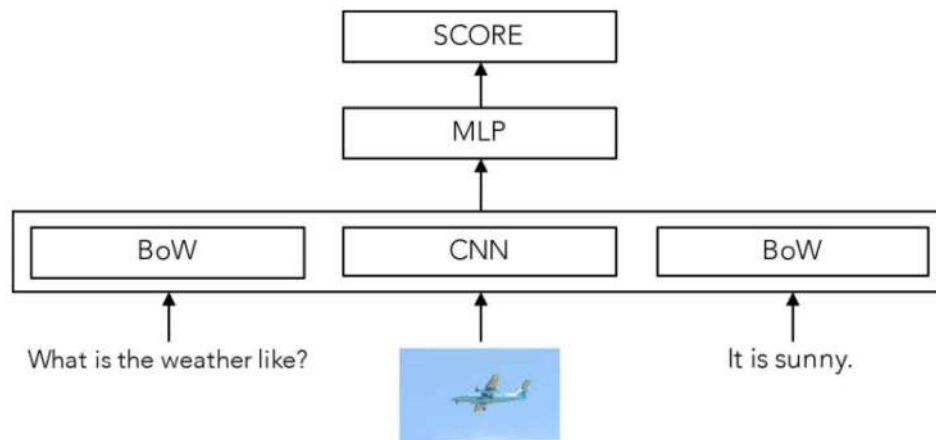 SCORE
MLP
BoW
CNN
BoW
What is the weather like?
It is sunny.